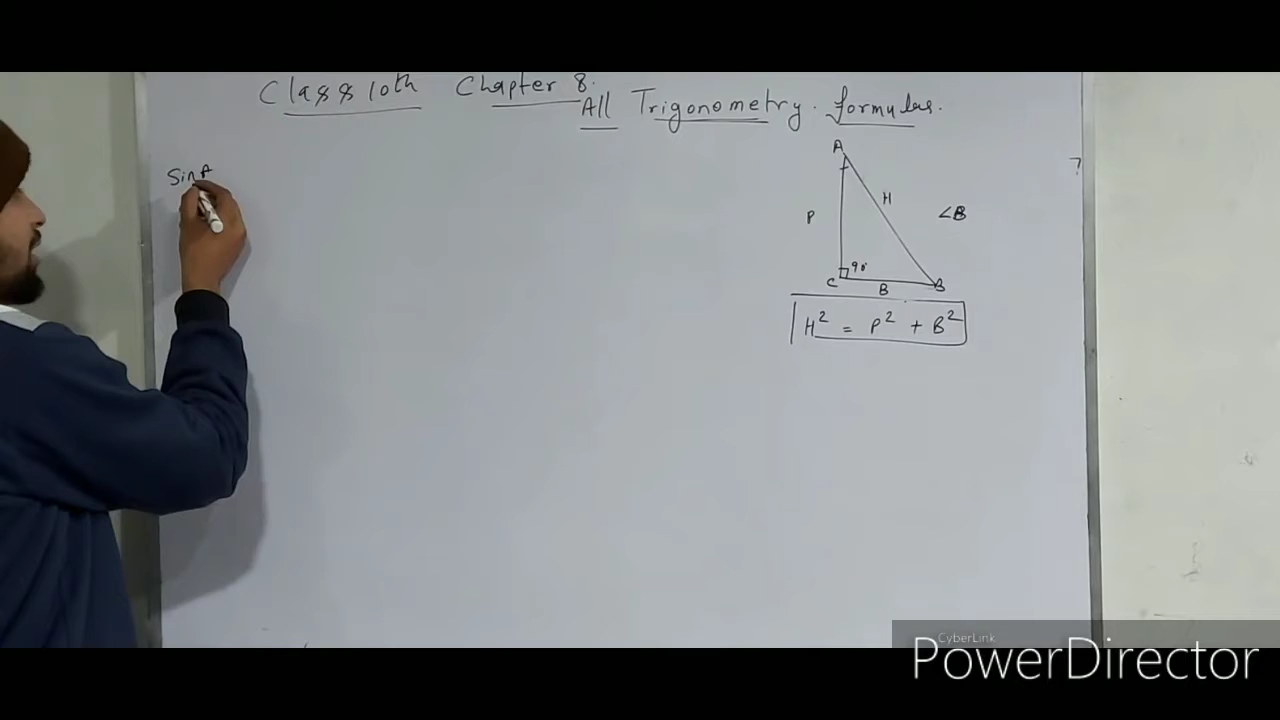 Class 10th Chapter 8.
All Trigonometry. formulas.
Sin A
A
P
H
∠B
90°
C
B
B
H² = P² + B²
?
CyberLink
PowerDirector